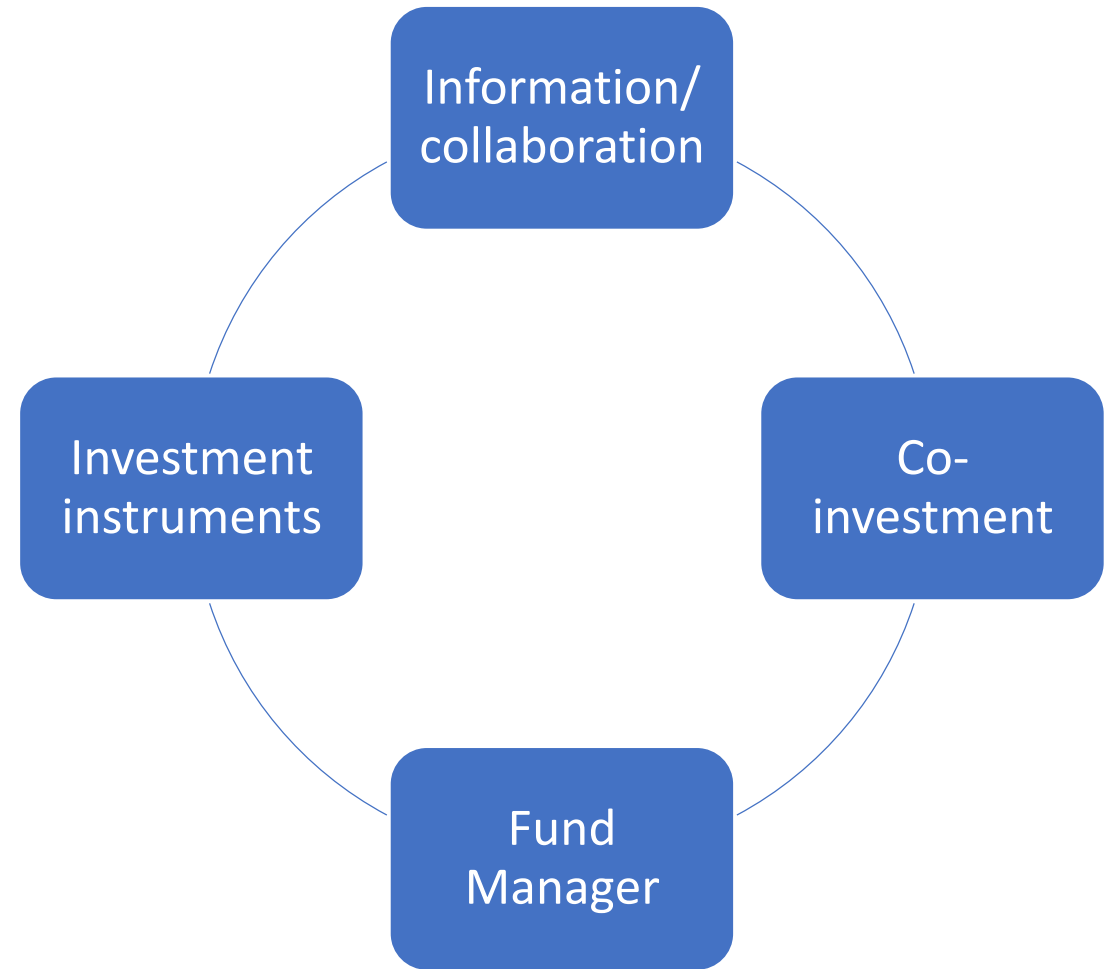 Information/
collaboration
Investment
instruments
Co-
investment
Fund
Manager